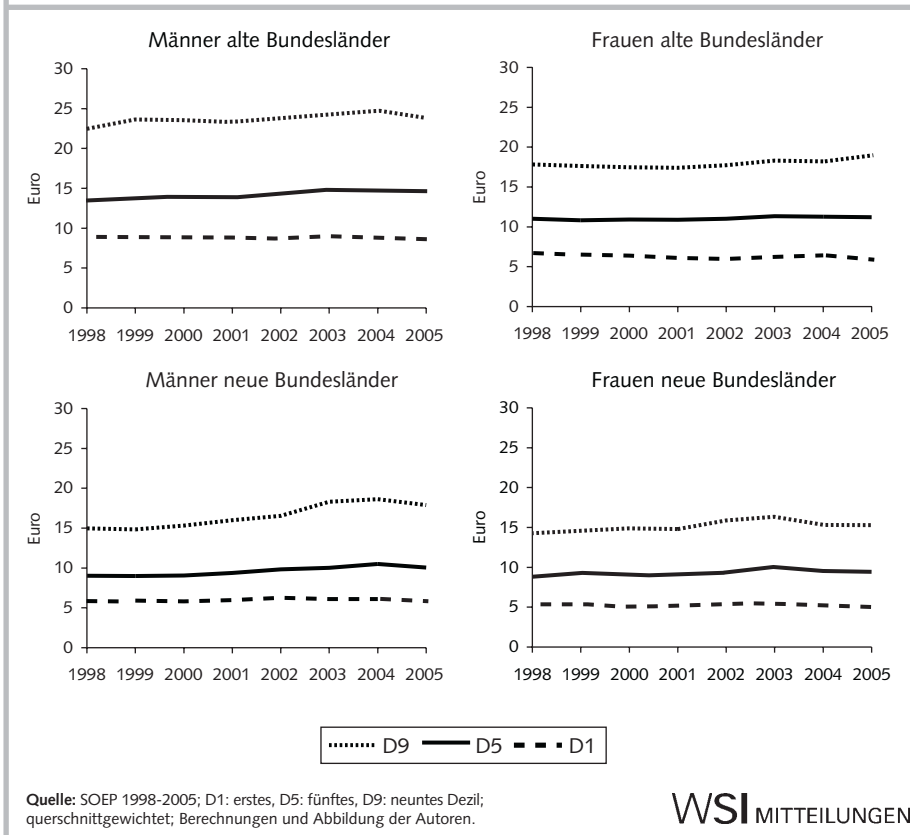 Männer alte Bundesländer
30
25
20
15
10
5
0
Euro
1998 1999 2000 2001 2002 2003 2004 2005
Frauen alte Bundesländer
30
25
20
15
10
5
0
Euro
1998 1999 2000 2001 2002 2003 2004 2005
Männer neue Bundesländer
30
25
20
15
10
5
0
Euro
1998 1999 2000 2001 2002 2003 2004 2005
Frauen neue Bundesländer
30
25
20
15
10
5
0
Euro
1998 1999 2000 2001 2002 2003 2004 2005
D9 D5 D1
Quelle: SOEP 1998-2005; D1: erstes, D5: fünftes, D9: neuntes Dezil;
querschnittgewichtet; Berechnungen und Abbildung der Autoren.
WSI MITTEILUNGEN